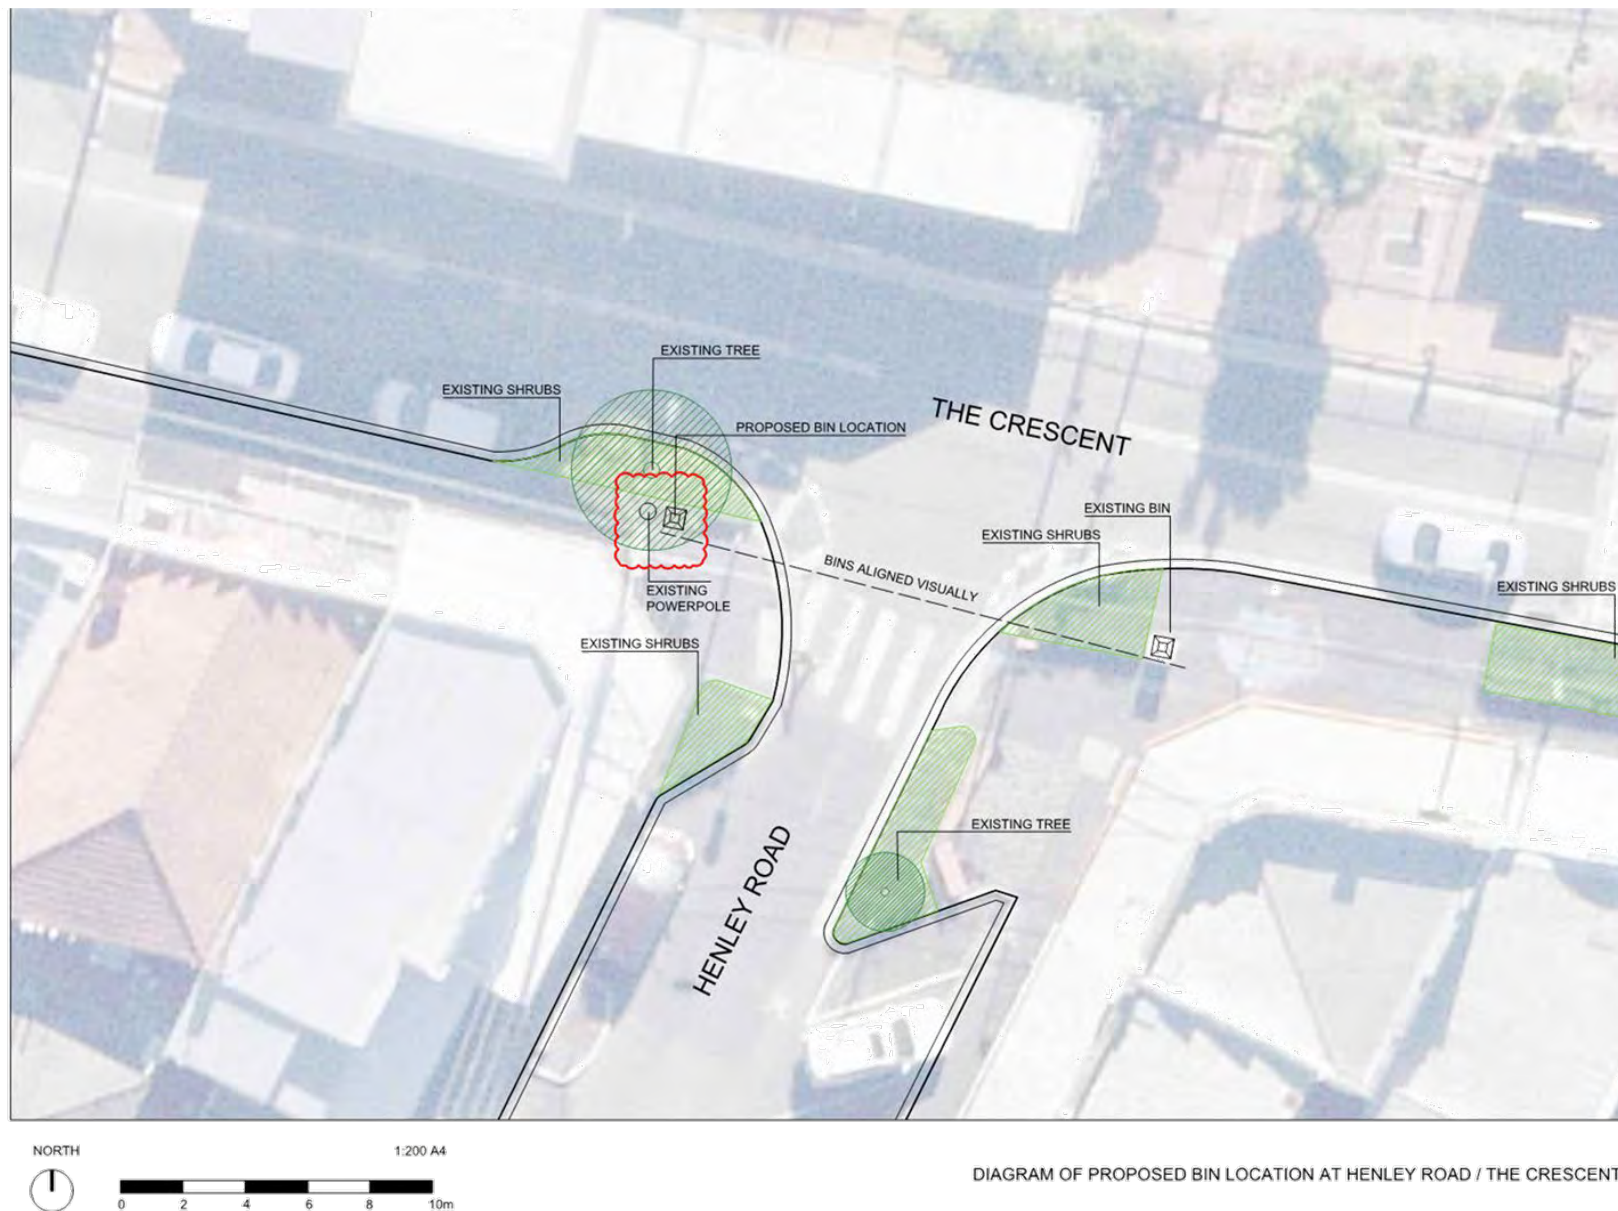 EXISTING TREE
EXISTING SHRUBS
PROPOSED BIN LOCATION
THE CRESCENT
EXISTING BIN
EXISTING SHRUBS
BINS ALIGNED VISUALLY
EXISTING SHRUBS
EXISTING
POWERPOLE
EXISTING SHRUBS
EXISTING TREE
HENLEY ROAD
NORTH
1:200 A4
0 2 4 6 8 10m
DIAGRAM OF PROPOSED BIN LOCATION AT HENLEY ROAD / THE CRESCENT